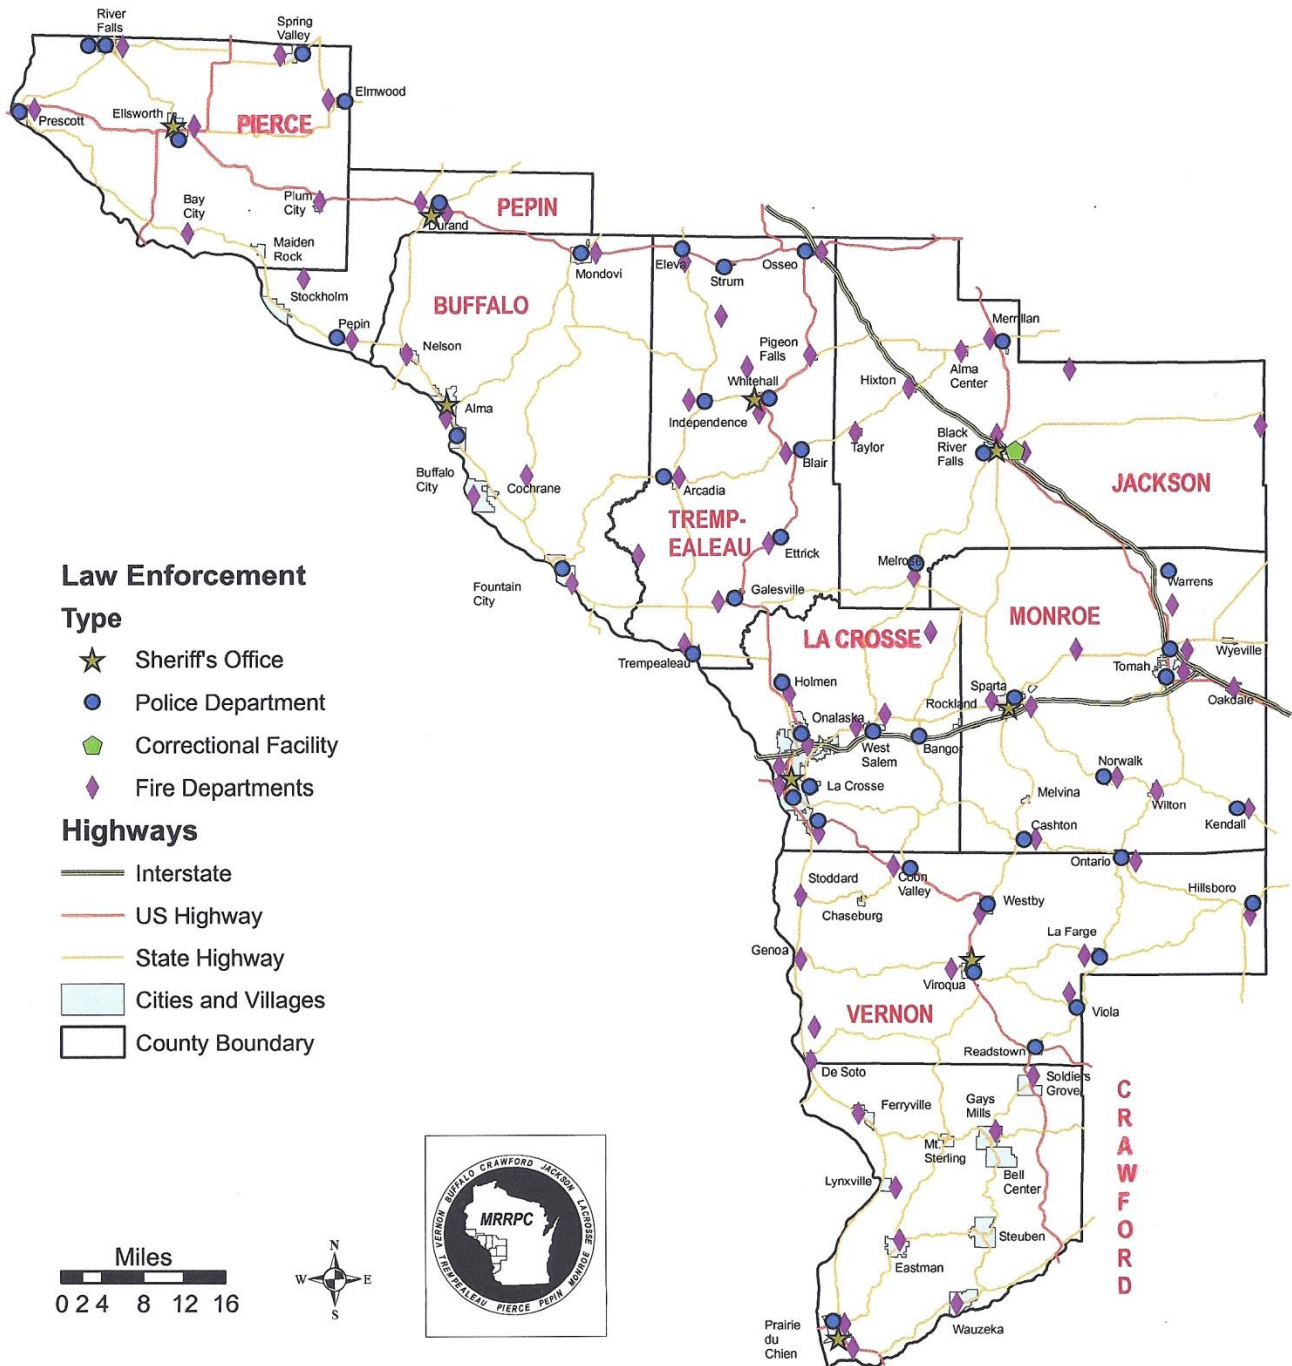 River
Falls
Spring
Valley
Elmwood
Prescott
Ellsworth
PIERCE
Bay
City
Plum
City
Maiden
Rock
Stockholm
PEPIN
Durand
Pepin
Nelson
BUFFALO
Mondovi
Alma
Buffalo
City
Cochrane
Fountain
City
Eleva
Strum
Osseo
Pigeon
Falls
Whitehall
Independence
Blair
Arcadia
TREMP-
EALEAU
Ettrick
Galesville
Trempealeau
Merrillan
Alma
Center
Hixton
Taylor
Black
River
Falls
JACKSON
Melrose
LA CROSSE
MONROE
Warrens
Wyeville
Tomah
Oakdale
Holmen
Onalaska
West
Salem
Bangor
Rockland
Sparta
La Crosse
Norwalk
Melvina
Wilton
Kendall
Cashton
Ontario
Stoddard
Coon
Valley
Chaseburg
Westby
Hillsboro
La Farge
Genoa
Viroqua
VERNON
Viola
Readstown
De Soto
Soldiers
Grove
Ferryville
Gays
Mills
Mt.
Sterling
Bell
Center
Lynxville
Steuben
Eastman
Wauzeka
Prairie
du
Chien
C
R
A
W
F
O
R
D
Law Enforcement
Type
Sheriff's Office
Police Department
Correctional Facility
Fire Departments
Highways
Interstate
US Highway
State Highway
Cities and Villages
County Boundary
Miles
0 2 4 8 12 16
N
W E
S
VERNON BUFFALO CRAWFORD JACKSON LACROSSE
MRRPC
TREMPEALEAU PIERCE PEPIN MONROE